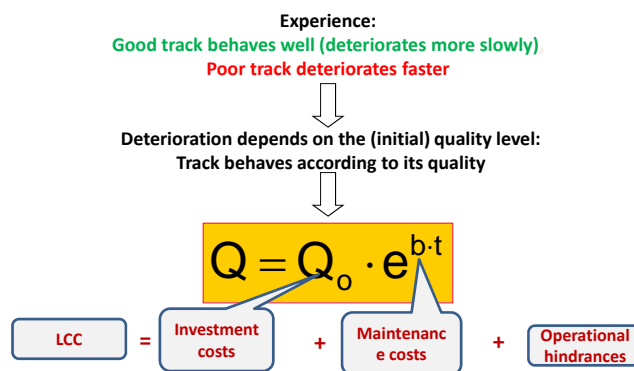 Experience:
Good track behaves well (deteriorates more slowly)
Poor track deteriorates faster
Deterioration depends on the (initial) quality level:
Track behaves according to its quality
Q = Qo · e^b·t
LCC = Investment costs + Maintenanc e costs + Operational hindrances